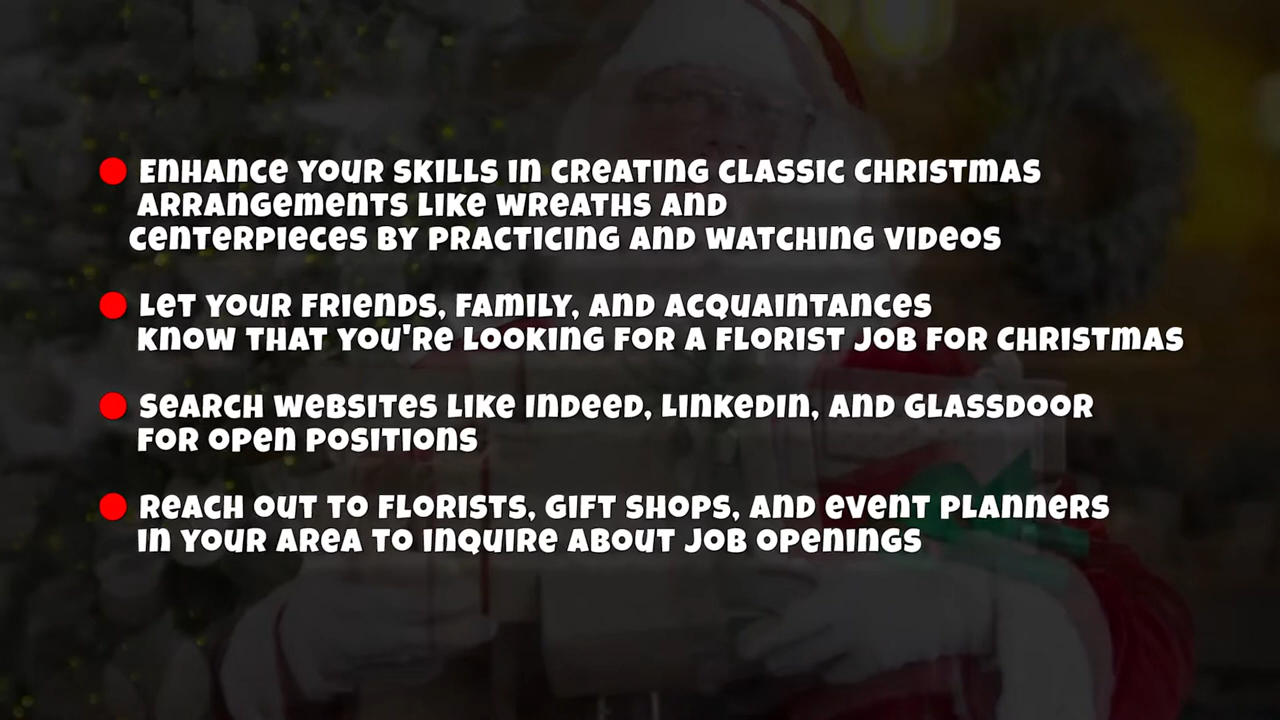 Enhance your skills in creating classic Christmas
arrangements like wreaths and
centerpieces by practicing and watching videos
Let your friends, family, and acquaintances
know that you're looking for a florist job for Christmas
Search websites like Indeed, LinkedIn, and Glassdoor
for open positions
Reach out to florists, gift shops, and event planners
in your area to inquire about job openings